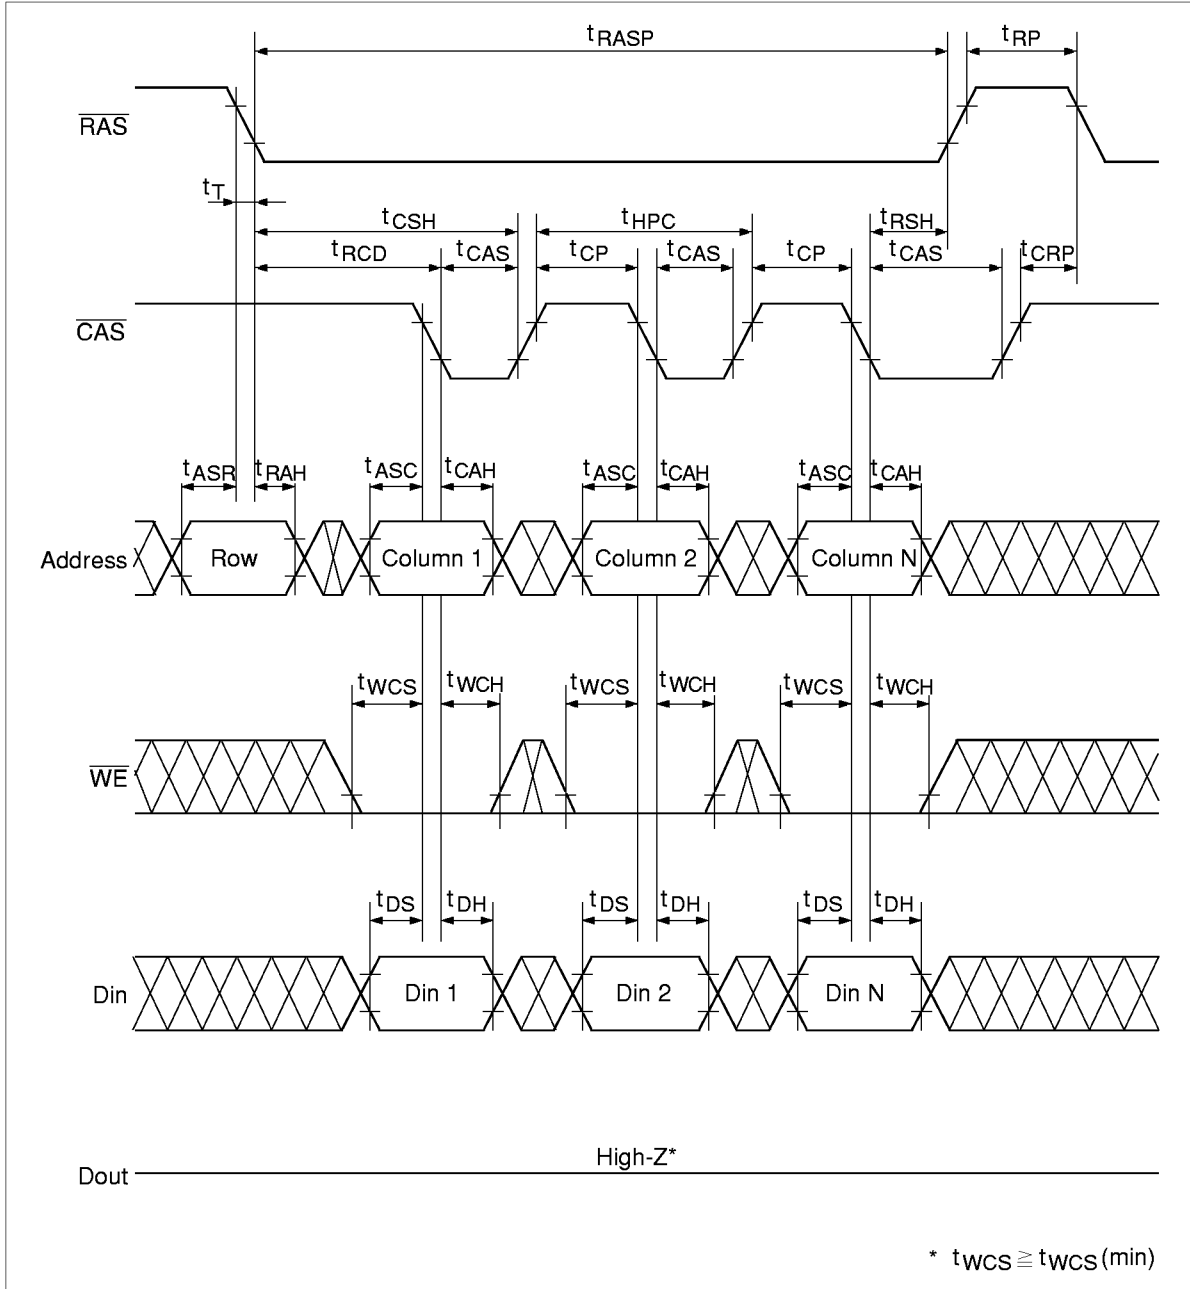 tRASP tRP
RAS
tT
tCSH tHPC tRSH
tRCD tCAS tCP tCAS tCP tCAS tCRP
CAS
tASR tRAH tASC tCAH tASC tCAH tASC tCAH
Address Row Column 1 Column 2 Column N
tWCS tWCH tWCS tWCH tWCS tWCH
WE
tDS tDH tDS tDH tDS tDH
Din Din 1 Din 2 Din N
High-Z*
Dout
* tWCS ≧ tWCS (min)